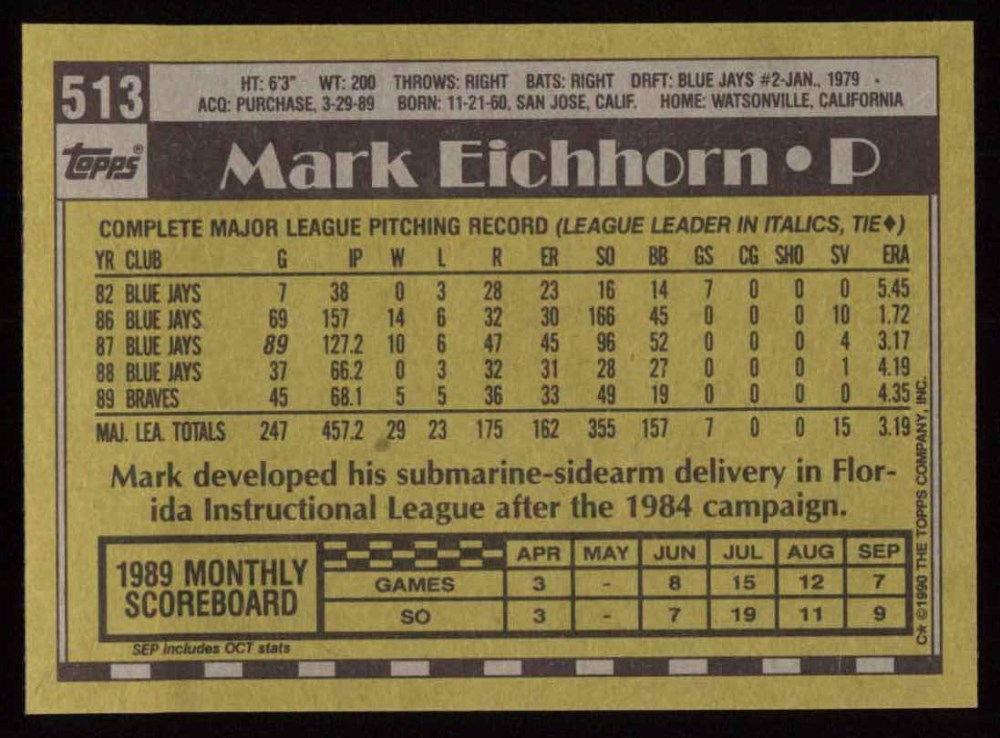 513
HT: 6'3" WT: 200 THROWS: RIGHT BATS: RIGHT DRFT: BLUE JAYS #2-JAN., 1979
ACQ: PURCHASE, 3-29-89 BORN: 11-21-60, SAN JOSE, CALIF. HOME: WATSONVILLE, CALIFORNIA
Topps®
Mark Eichhorn • P
COMPLETE MAJOR LEAGUE PITCHING RECORD (LEAGUE LEADER IN ITALICS, TIE♦)
YR CLUB G IP W L R ER SO BB GS CG SHO SV ERA
82 BLUE JAYS 7 38 0 3 28 23 16 14 7 0 0 0 5.45
86 BLUE JAYS 69 157 14 6 32 30 166 45 0 0 0 10 1.72
87 BLUE JAYS 89 127.2 10 6 47 45 96 52 0 0 0 4 3.17
88 BLUE JAYS 37 66.2 0 3 32 31 28 27 0 0 0 1 4.19
89 BRAVES 45 68.1 5 5 36 33 49 19 0 0 0 0 4.35
MAJ. LEA. TOTALS 247 457.2 29 23 175 162 355 157 7 0 0 15 3.19
Mark developed his submarine-sidearm delivery in Flor-
ida Instructional League after the 1984 campaign.
1989 MONTHLY
SCOREBOARD
APR MAY JUN JUL AUG SEP
GAMES 3 - 8 15 12 7
SO 3 - 7 19 11 9
SEP includes OCT stats
C* ©1990 THE TOPPS COMPANY, INC.